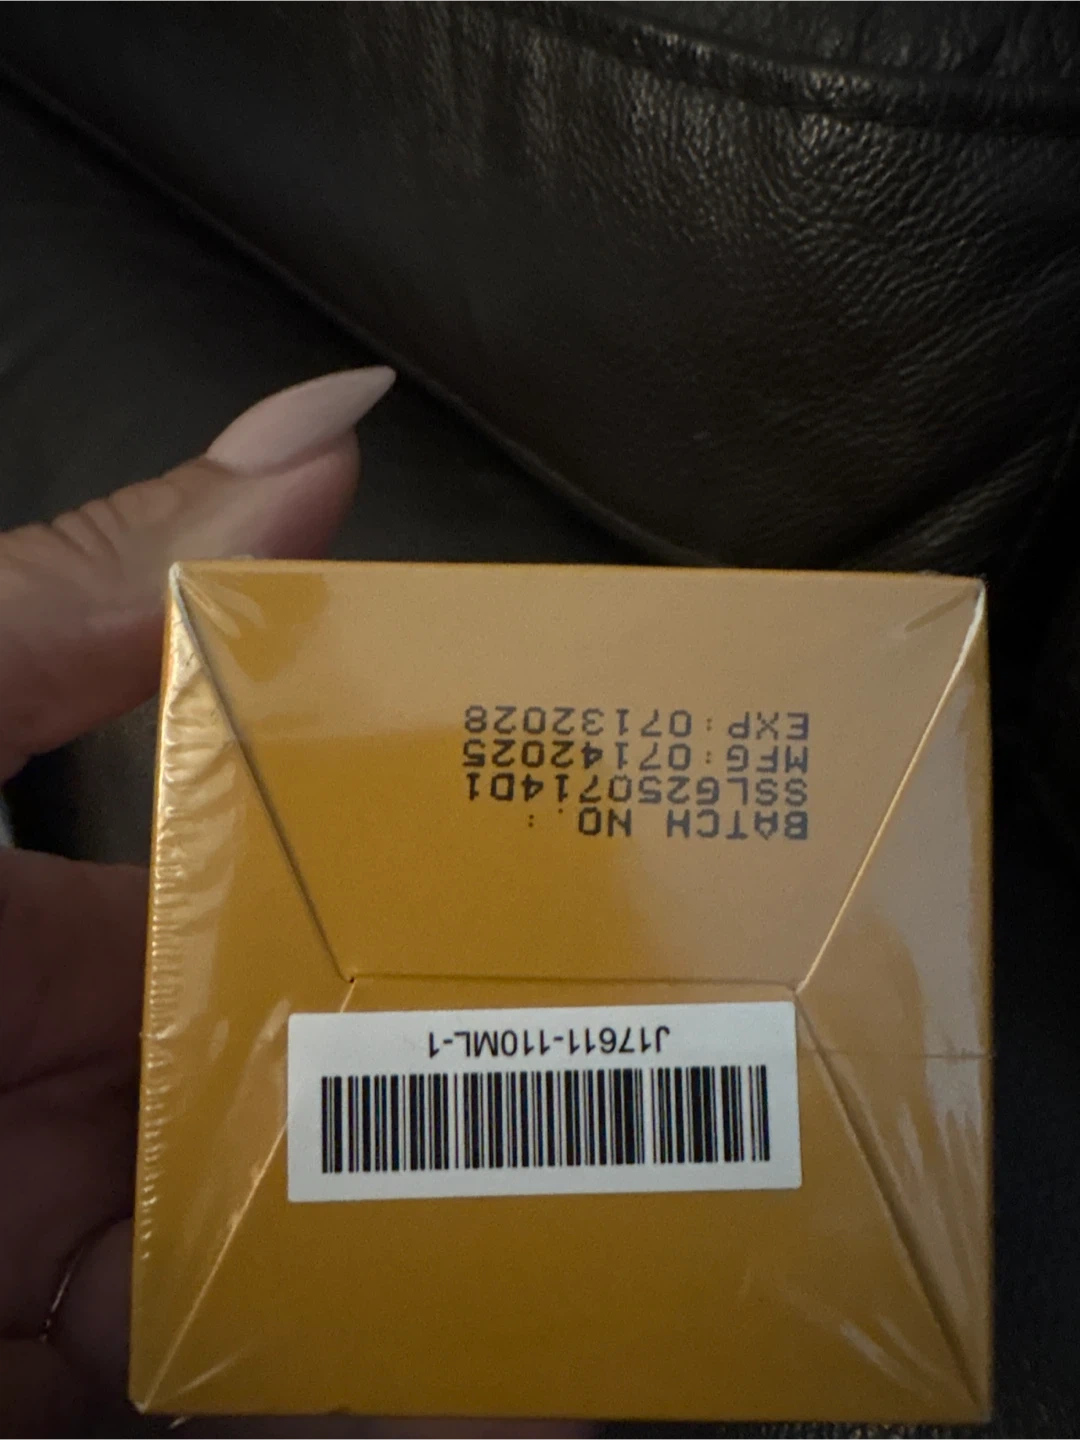 BATCH NO.:
SSLG250714D1
MFG:07142025
EXP:07132028
J17611-110ML-1